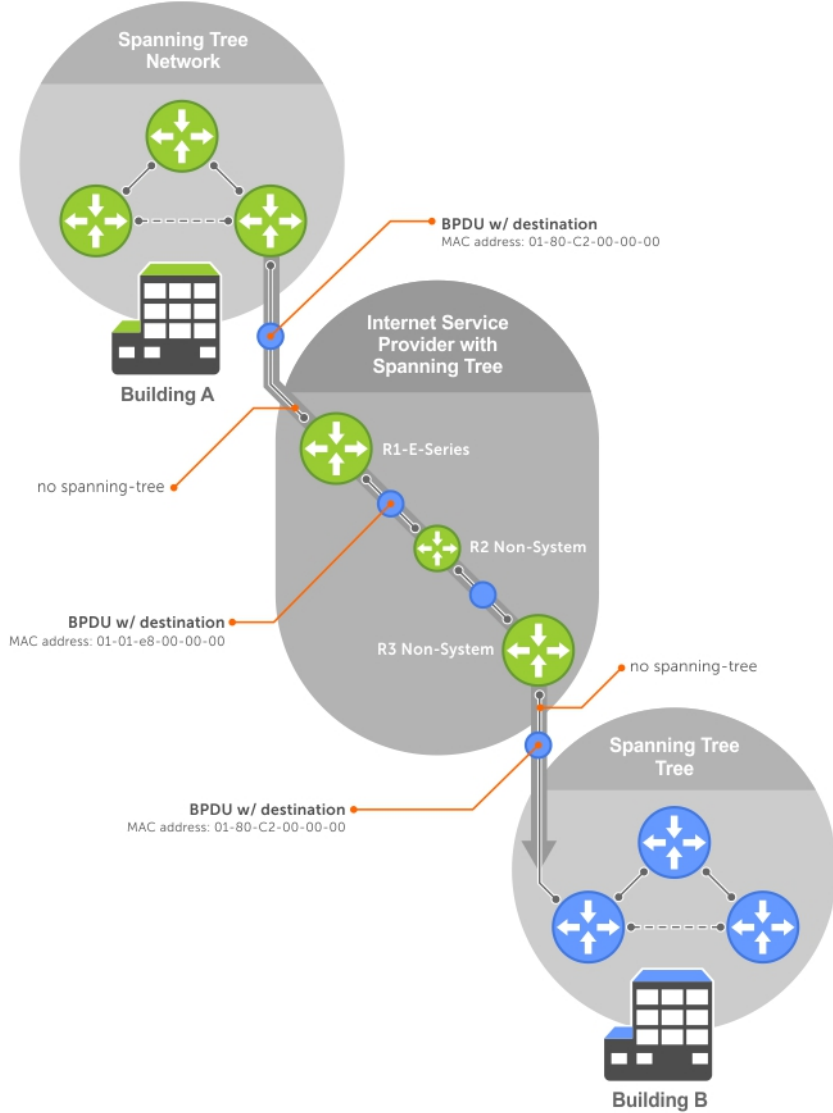 Spanning Tree
Network
BPDU w/ destination
MAC address: 01-80-C2-00-00-00
Internet Service
Provider with
Spanning Tree
Building A
R1-E-Series
no spanning-tree
R2 Non-System
BPDU w/ destination
MAC address: 01-01-e8-00-00-00
R3 Non-System
no spanning-tree
Spanning Tree
Tree
BPDU w/ destination
MAC address: 01-80-C2-00-00-00
Building B